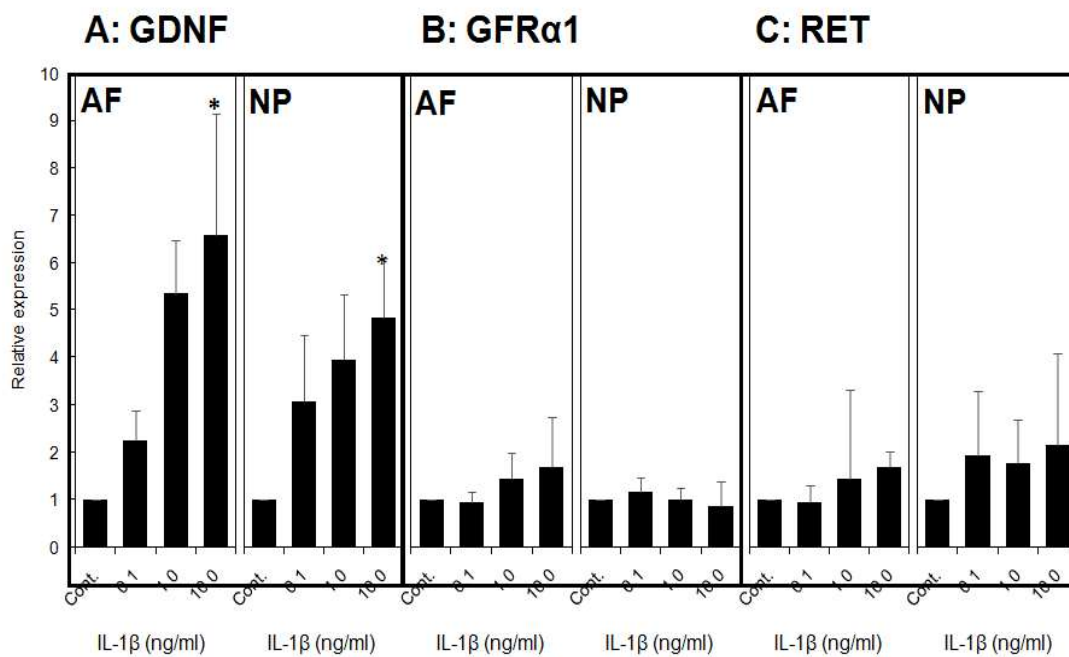 A: GDNF B: GFRα1 C: RET
AF NP AF NP AF NP
* *
Relative expression
10
9
8
7
6
5
4
3
2
1
0
Cont. 0.1 1.0 10.0 Cont. 0.1 1.0 10.0 Cont. 0.1 1.0 10.0 Cont. 0.1 1.0 10.0 Cont. 0.1 1.0 10.0 Cont. 0.1 1.0 10.0
IL-1β (ng/ml) IL-1β (ng/ml) IL-1β (ng/ml) IL-1β (ng/ml) IL-1β (ng/ml) IL-1β (ng/ml)